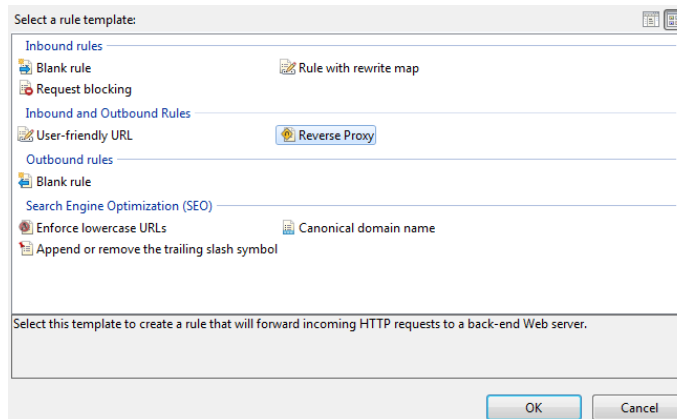 Select a rule template:
Inbound rules
Blank rule
Rule with rewrite map
Request blocking
Inbound and Outbound Rules
User-friendly URL
Reverse Proxy
Outbound rules
Blank rule
Search Engine Optimization (SEO)
Enforce lowercase URLs
Canonical domain name
Append or remove the trailing slash symbol
Select this template to create a rule that will forward incoming HTTP requests to a back-end Web server.
OK
Cancel